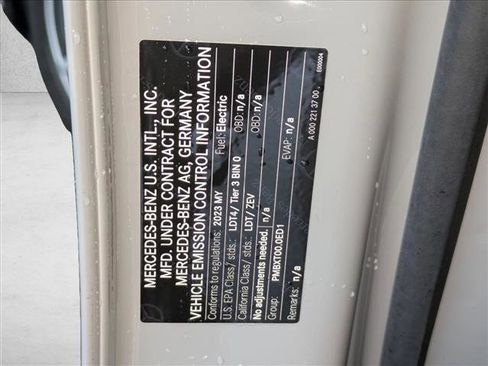 MERCEDES-BENZ U.S. INTL., INC.
MFD. UNDER CONTRACT FOR
MERCEDES-BENZ AG, GERMANY
VEHICLE EMISSION CONTROL INFORMATION
Conforms to regulations: 2023 MY Fuel: Electric
U.S. EPA Class/ stds.: LDT4/ Tier 3 BIN 0 OBD: n/a
California Class/ stds.: LDT/ ZEV OBD: n/a
No adjustments needed. n/a
Group: PMBXT00.0ED1 EVAP: n/a
Remarks: n/a A 000 221 37 00
E000004